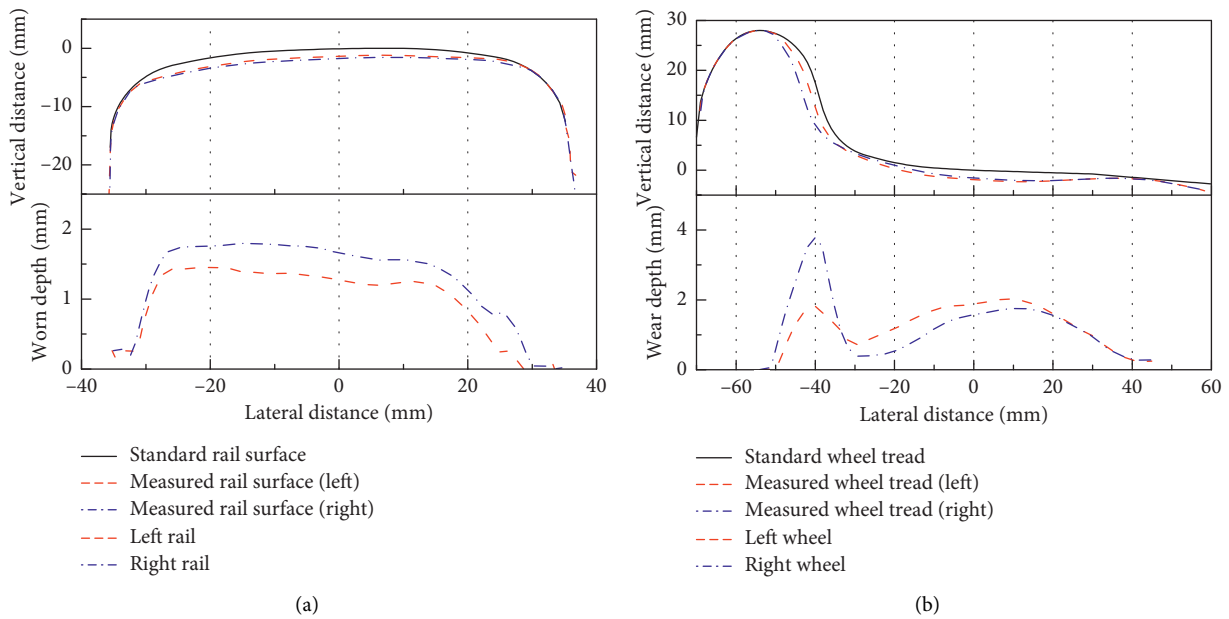 Vertical distance (mm)
0
−10
−20
Worn depth (mm)
2
1
0
−40
−20
0
20
40
Lateral distance (mm)
Standard rail surface
Measured rail surface (left)
Measured rail surface (right)
Left rail
Right rail
(a)
Vertical distance (mm)
30
20
10
0
Wear depth (mm)
4
2
0
−60
−40
−20
0
20
40
60
Lateral distance (mm)
Standard wheel tread
Measured wheel tread (left)
Measured wheel tread (right)
Left wheel
Right wheel
(b)